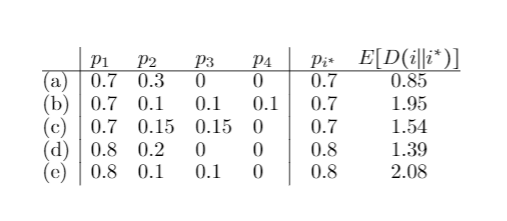 p1 p2 p3 p4 pi* E[D(i||i*)]
(a) 0.7 0.3 0 0 0.7 0.85
(b) 0.7 0.1 0.1 0.1 0.7 1.95
(c) 0.7 0.15 0.15 0 0.7 1.54
(d) 0.8 0.2 0 0 0.8 1.39
(e) 0.8 0.1 0.1 0 0.8 2.08